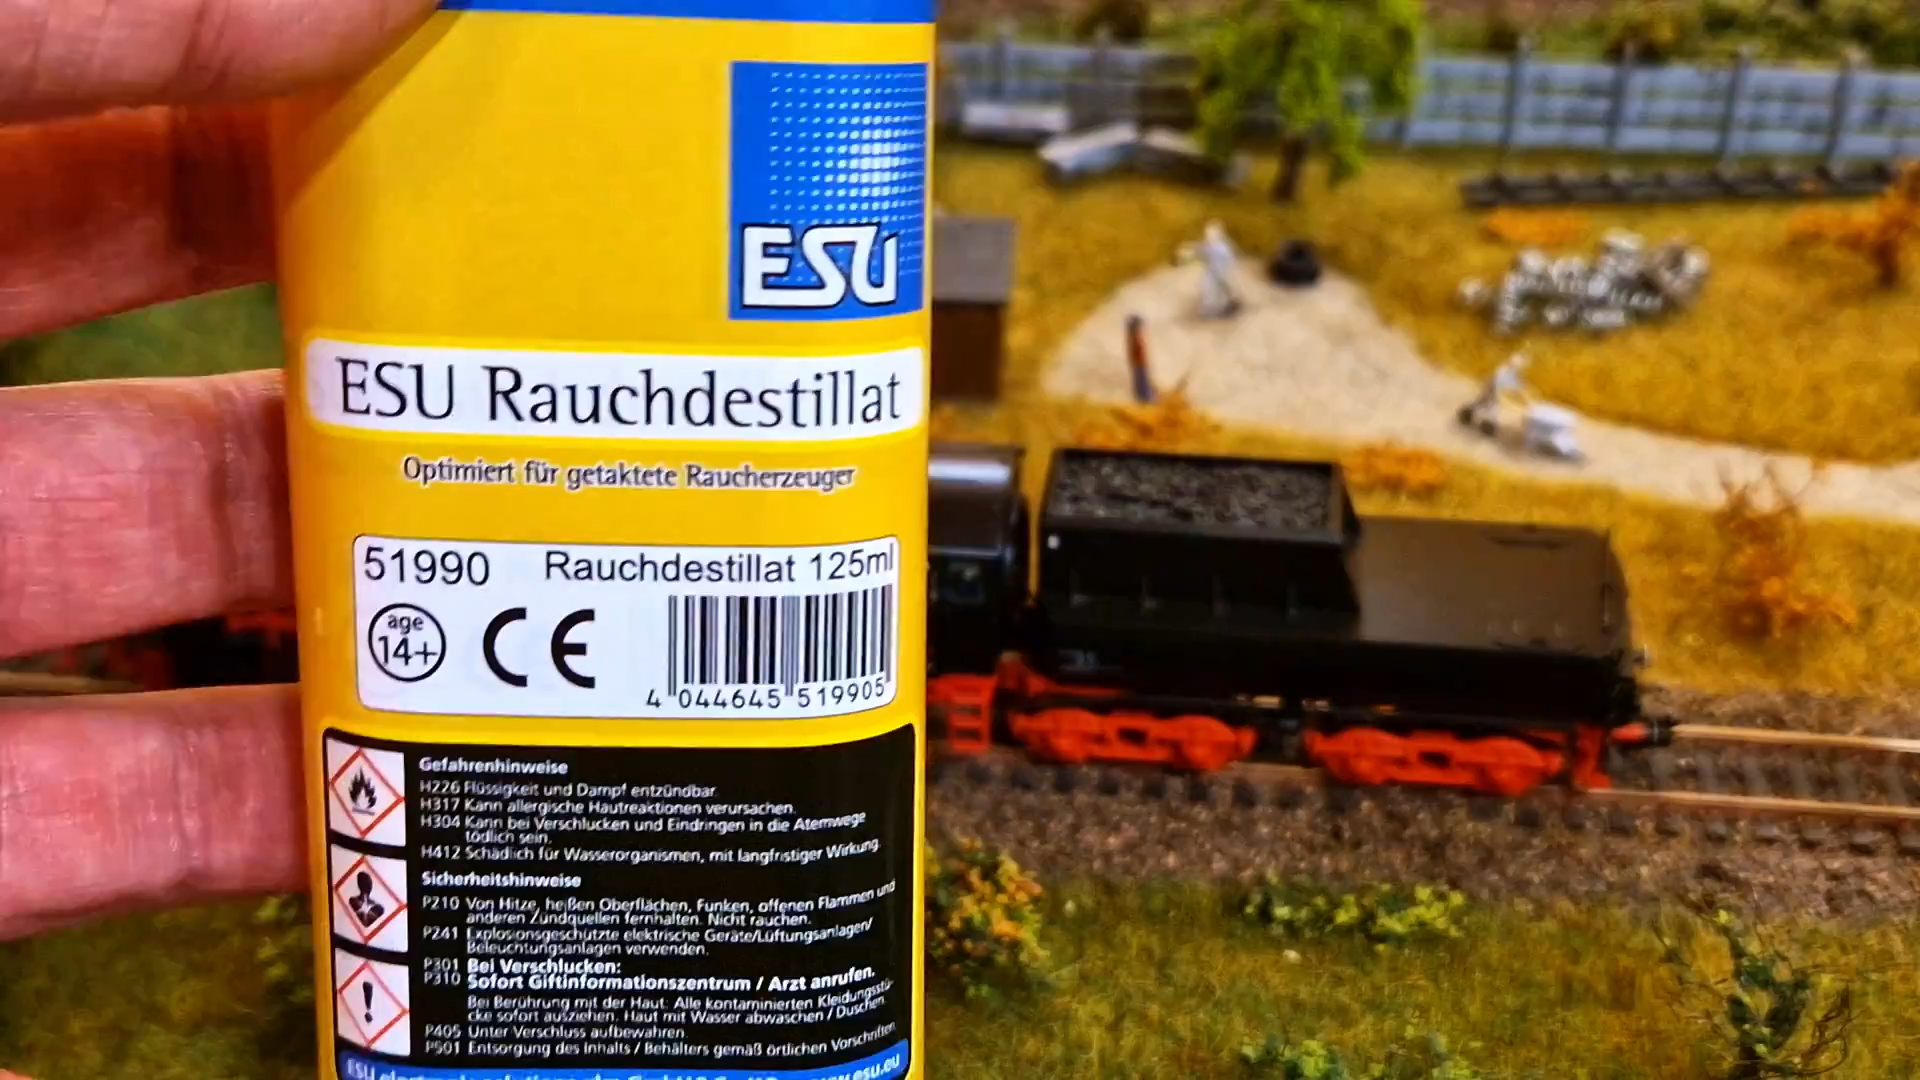 ESU
ESU Rauchdestillat
Optimiert für getaktete Raucherzeuger
51990 Rauchdestillat 125ml
age
14+
CE
4 044645 519905
Gefahrenhinweise
H226 Flüssigkeit und Dampf entzündbar.
H317 Kann allergische Hautreaktionen verursachen.
H304 Kann bei Verschlucken und Eindringen in die Atemwege
tödlich sein.
H412 Schädlich für Wasserorganismen, mit langfristiger Wirkung.
Sicherheitshinweise
P210 Von Hitze, heißen Oberflächen, Funken, offenen Flammen und
anderen Zündquellen fernhalten. Nicht rauchen.
P241 Explosionsgeschützte elektrische Geräte/Lüftungsanlagen/
Beleuchtungsanlagen verwenden.
P301 Bei Verschlucken:
P310 Sofort Giftinformationszentrum / Arzt anrufen.
Bei Berührung mit der Haut: Alle kontaminierten Kleidungsstü-
cke sofort ausziehen. Haut mit Wasser abwaschen / Duschen.
P405 Unter Verschluss aufbewahren.
P501 Entsorgung des Inhalts / Behälters gemäß örtlichen Vorschriften.
ESU www.esu.eu